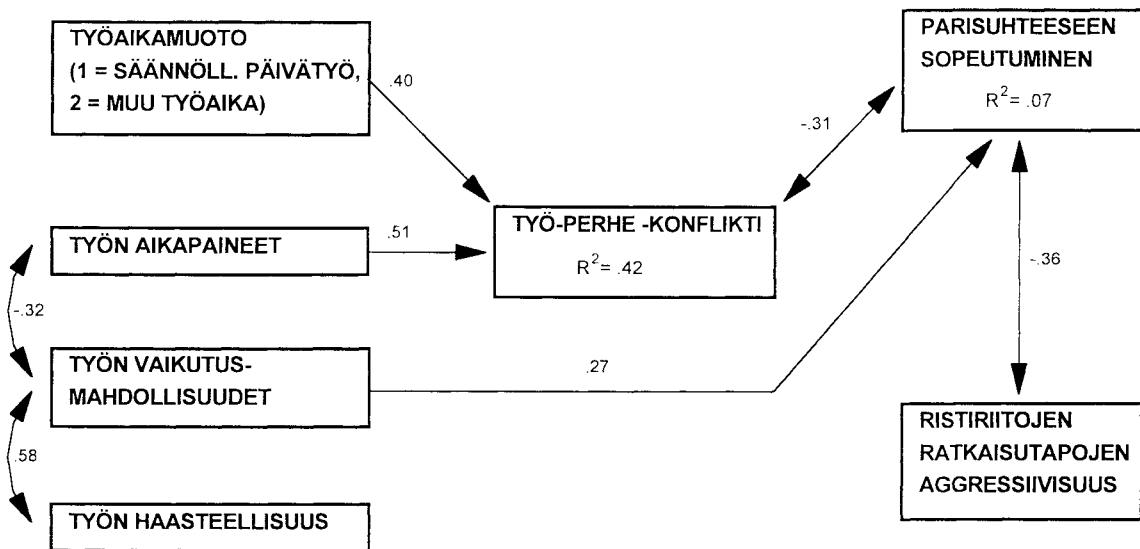 TYÖAIKAMUOTO
(1 = SÄÄNNÖLL. PÄIVÄTYÖ,
2 = MUU TYÖAIKA)
.40
PARISUHTEESEEN
SOPEUTUMINEN
R² = .07
-.31
TYÖN AIKAPAINEET
.51
TYÖ-PERHE -KONFLIKTI
R² = .42
-.36
-.32
TYÖN VAIKUTUS-
MAHDOLLISUUDET
.27
RISTIRIITOJEN
RATKAISUTAPOJEN
AGGRESSIIVISUUS
.58
TYÖN HAASTEELLISUUS